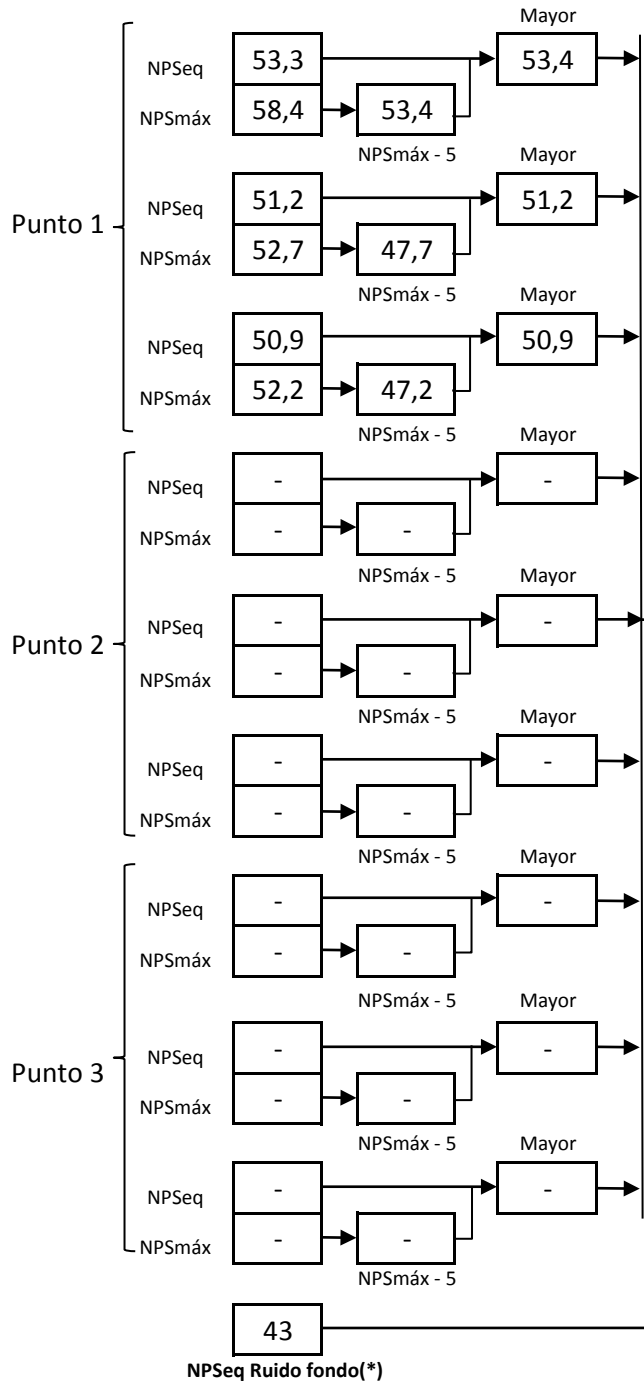 Mayor
NPSeq 53,3 53,4
NPSmáx 58,4 53,4
NPSmáx - 5
Mayor
NPSeq 51,2 51,2
Punto 1
NPSmáx 52,7 47,7
NPSmáx - 5
Mayor
NPSeq 50,9 50,9
NPSmáx 52,2 47,2
NPSmáx - 5
Mayor
NPSeq - -
NPSmáx - -
NPSmáx - 5
Mayor
NPSeq - -
Punto 2
NPSmáx - -
NPSmáx - 5
Mayor
NPSeq - -
NPSmáx - -
NPSmáx - 5
Mayor
NPSeq - -
NPSmáx - -
NPSmáx - 5
Mayor
NPSeq - -
Punto 3
NPSmáx - -
NPSmáx - 5
Mayor
NPSeq - -
NPSmáx - -
NPSmáx - 5
43
NPSeq Ruido fondo(*)